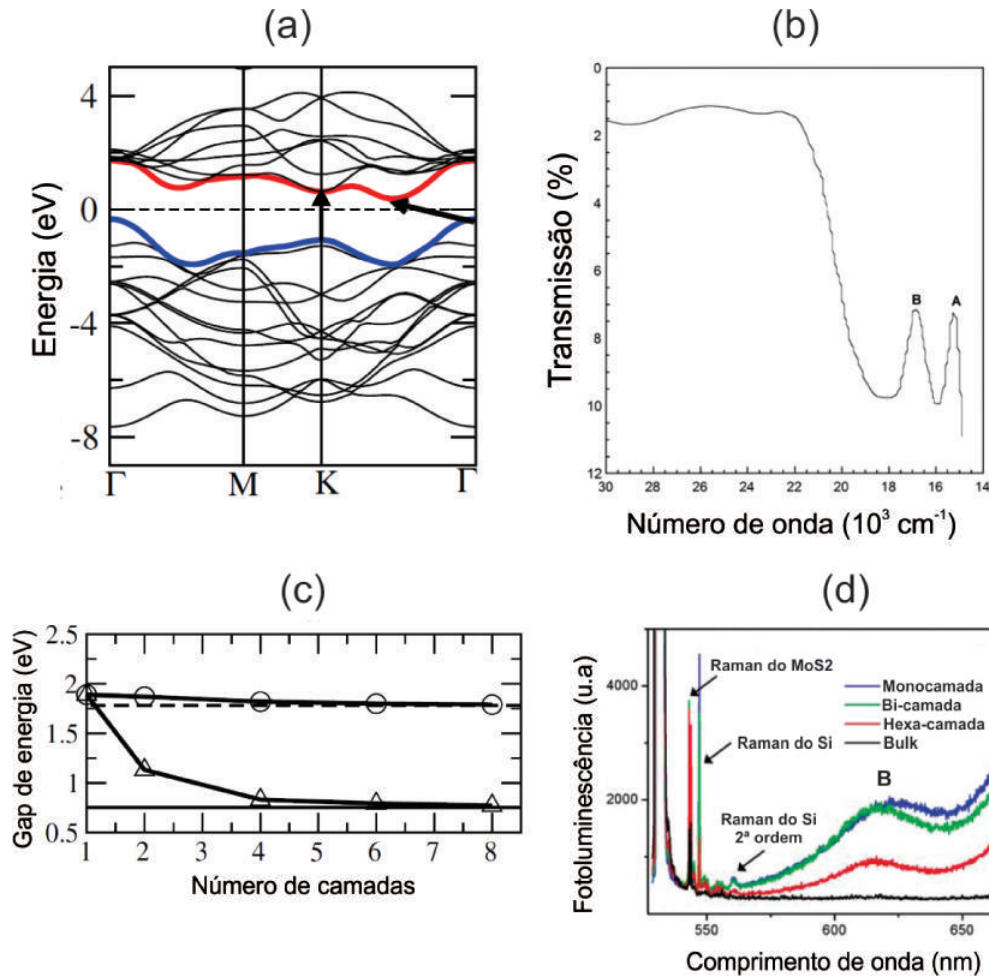 (a)
4
0
-4
-8
Energia (eV)
Γ M K Γ
(b)
0
2
4
6
8
10
12
Transmissão (%)
B A
30 28 26 24 22 20 18 16 14
Número de onda (10³ cm⁻¹)
(c)
2.5
2
1.5
1
0.5
Gap de energia (eV)
1 2 3 4 5 6 7 8
Número de camadas
(d)
4000
2000
Fotoluminescência (u.a)
Raman do MoS2
Raman do Si
Raman do Si
2ª ordem
Monocamada
Bi-camada
Hexa-camada
Bulk
B
550 600 650
Comprimento de onda (nm)